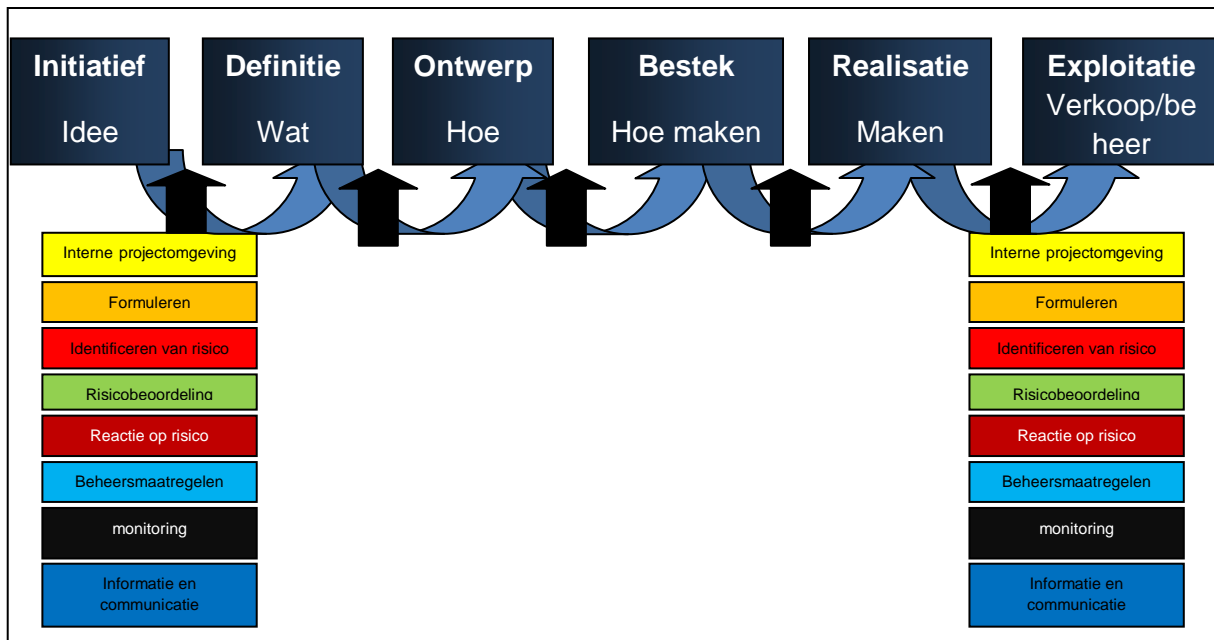 Initiatief
Idee
Definitie
Wat
Ontwerp
Hoe
Bestek
Hoe maken
Realisatie
Maken
Exploitatie
Verkoop/be
heer
Interne projectomgeving
Formuleren
Identificeren van risico
Risicobeoordeling
Reactie op risico
Beheersmaatregelen
monitoring
Informatie en
communicatie
Interne projectomgeving
Formuleren
Identificeren van risico
Risicobeoordeling
Reactie op risico
Beheersmaatregelen
monitoring
Informatie en
communicatie